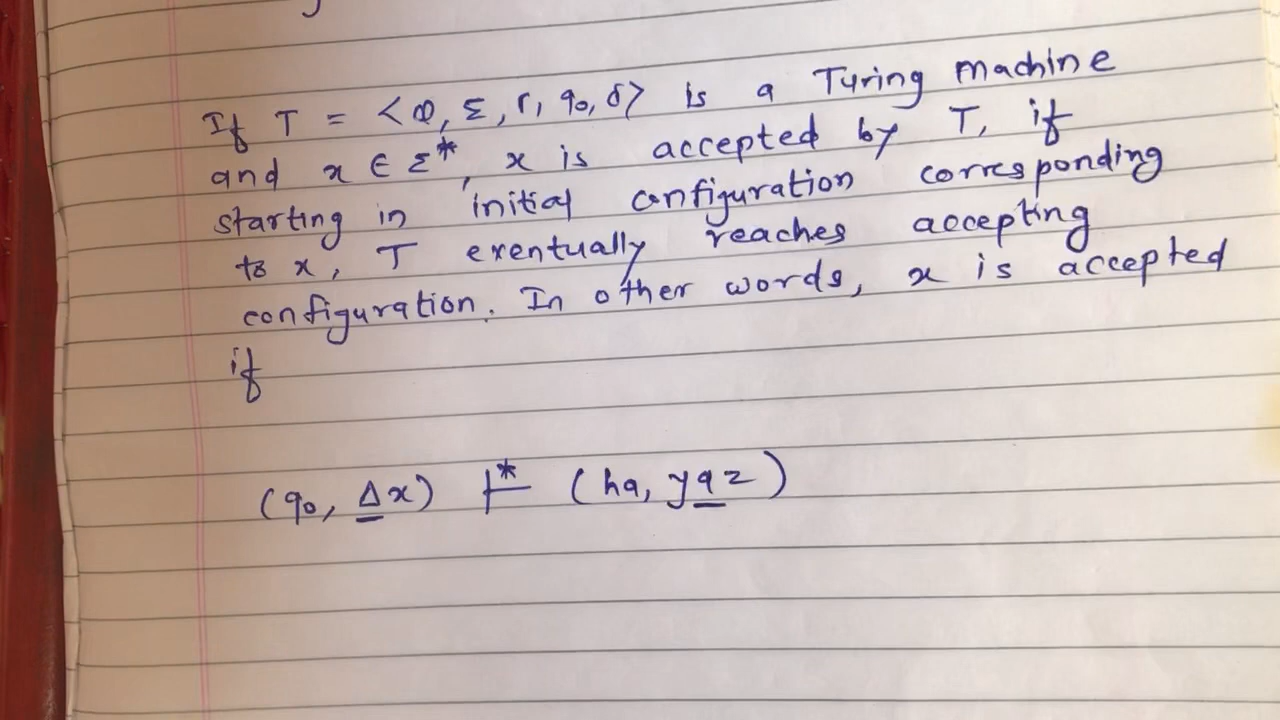 If T = <Q, Σ, Γ, q0, δ> is a Turing machine
and x ∈ Σ*, x is accepted by T, if
starting in initial configuration corresponding
to x, T eventually reaches accepting
configuration. In other words, x is accepted
if
(q0, Δx) ⊢* (ha, yaz)